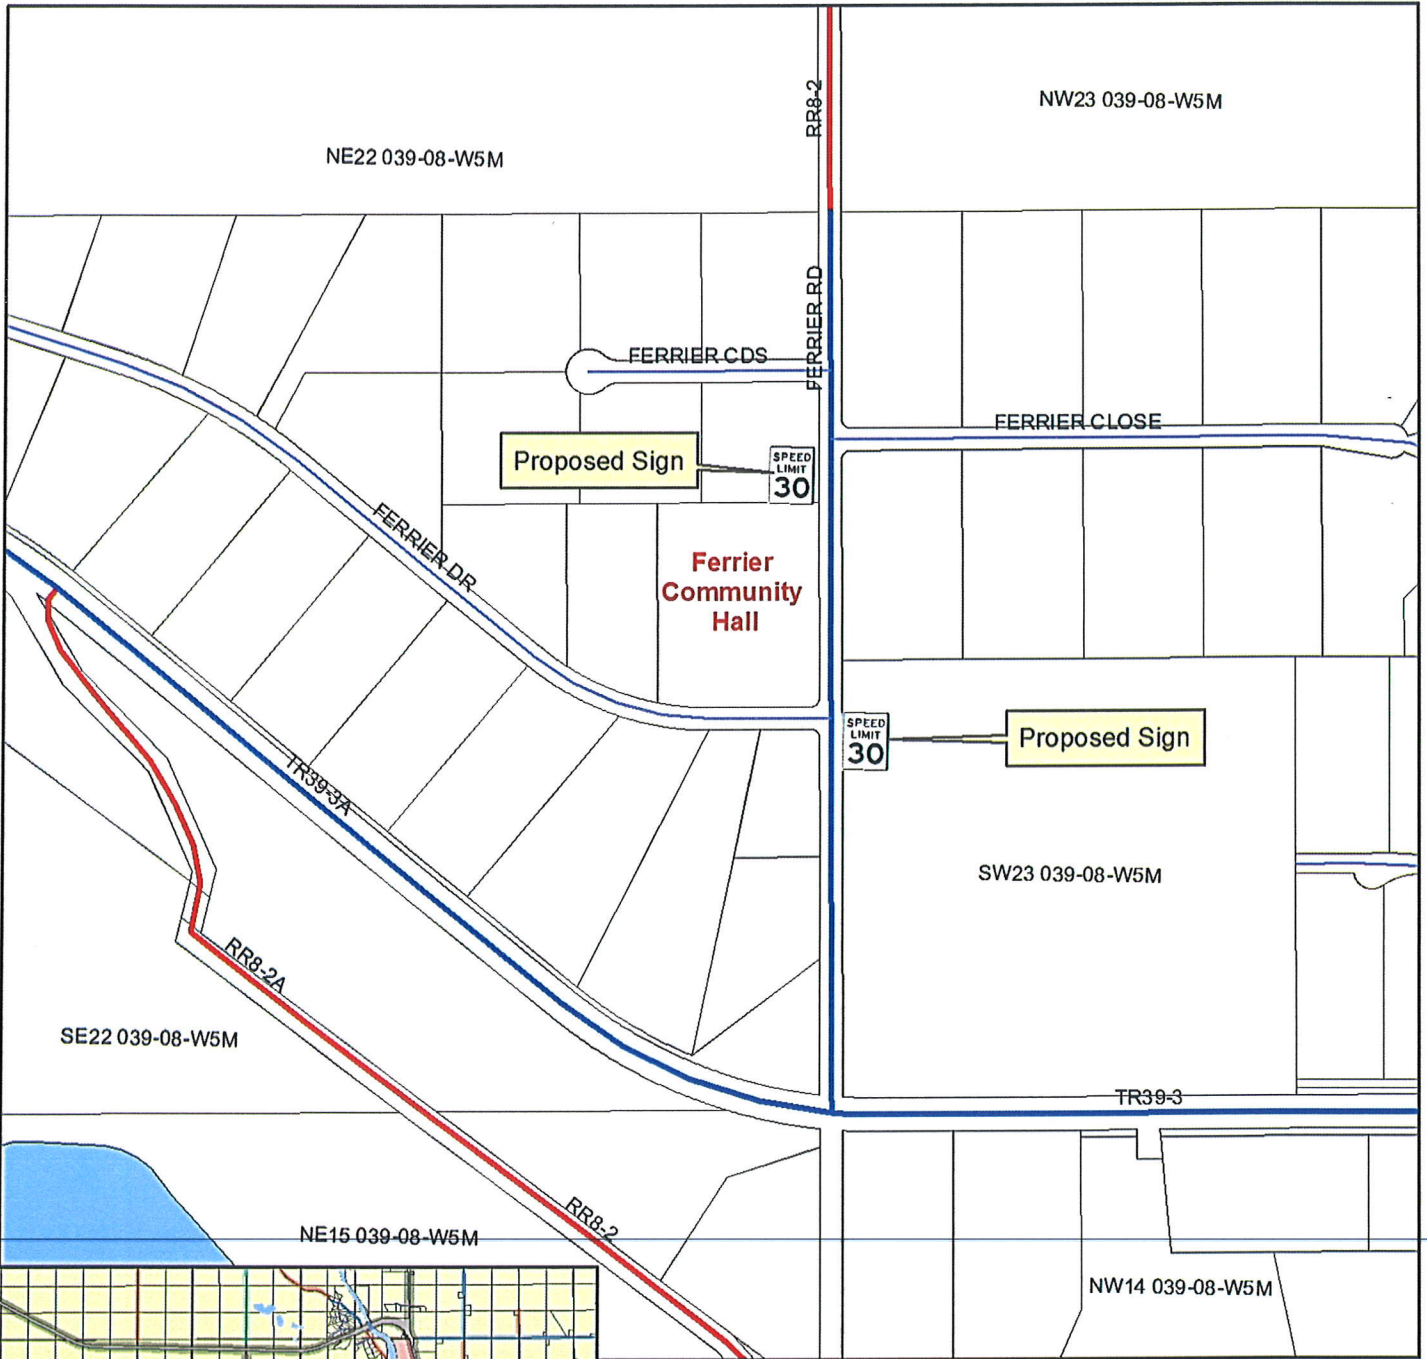 RR8-2
NW23 039-08-W5M
NE22 039-08-W5M
FERRIER RD
FERRIER CDS
FERRIER CLOSE
Proposed Sign
SPEED
LIMIT
30
FERRIER DR
Ferrier
Community
Hall
SPEED
LIMIT
30
Proposed Sign
TR39-3A
SW23 039-08-W5M
RR8-2A
SE22 039-08-W5M
TR39-3
RR8-2
NE15 039-08-W5M
NW14 039-08-W5M